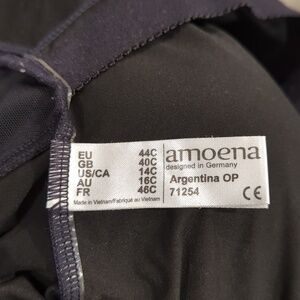 EU 44C
GB 40C
US/CA 14C
AU 16C
FR 46C
Made in Vietnam/Fabriqué au Vietnam
amoena
designed in Germany
Argentina OP
71254 CE